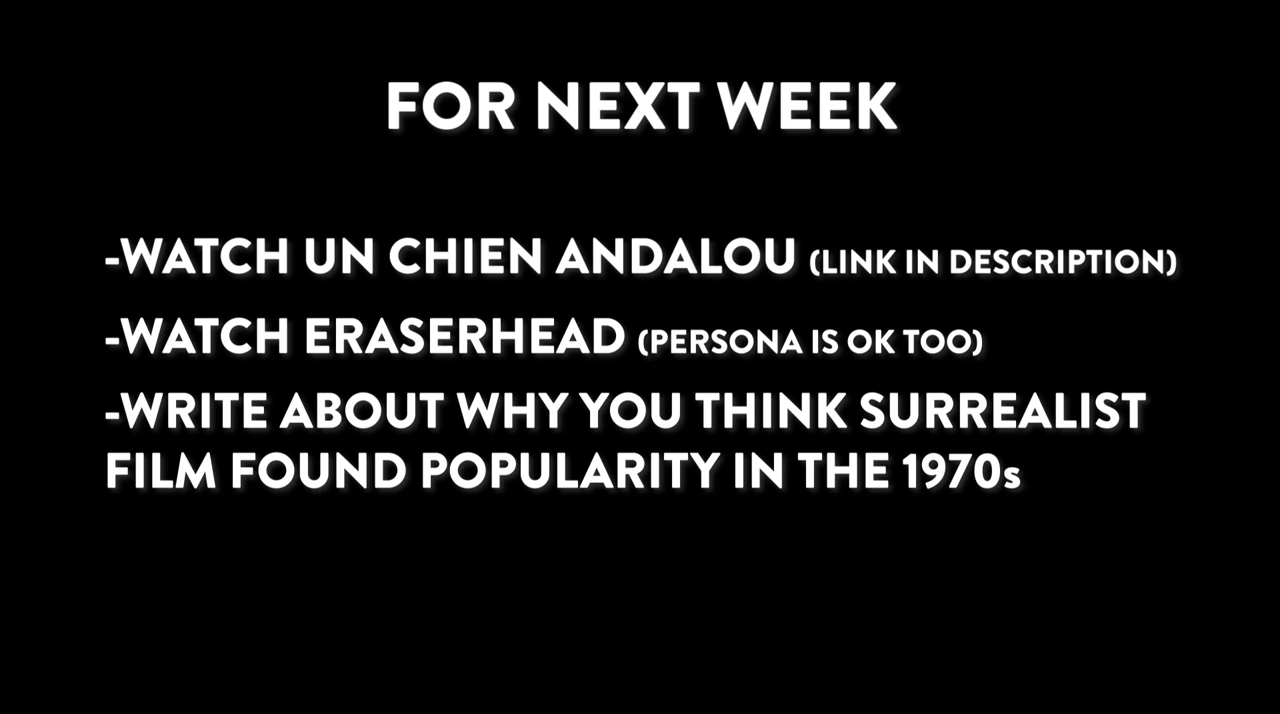 FOR NEXT WEEK
-WATCH UN CHIEN ANDALOU (LINK IN DESCRIPTION)
-WATCH ERASERHEAD (PERSONA IS OK TOO)
-WRITE ABOUT WHY YOU THINK SURREALIST
FILM FOUND POPULARITY IN THE 1970s